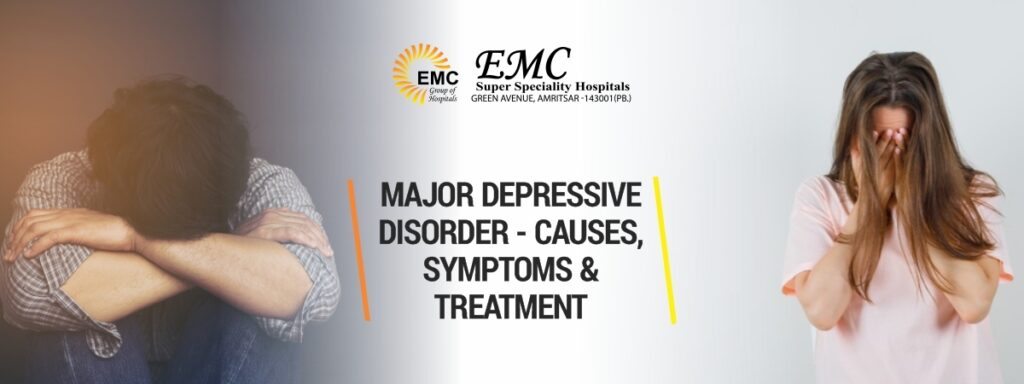 EMC
Group of
Hospitals
EMC
Super Speciality Hospitals
GREEN AVENUE, AMRITSAR -143001(PB.)
MAJOR DEPRESSIVE
DISORDER - CAUSES,
SYMPTOMS &
TREATMENT